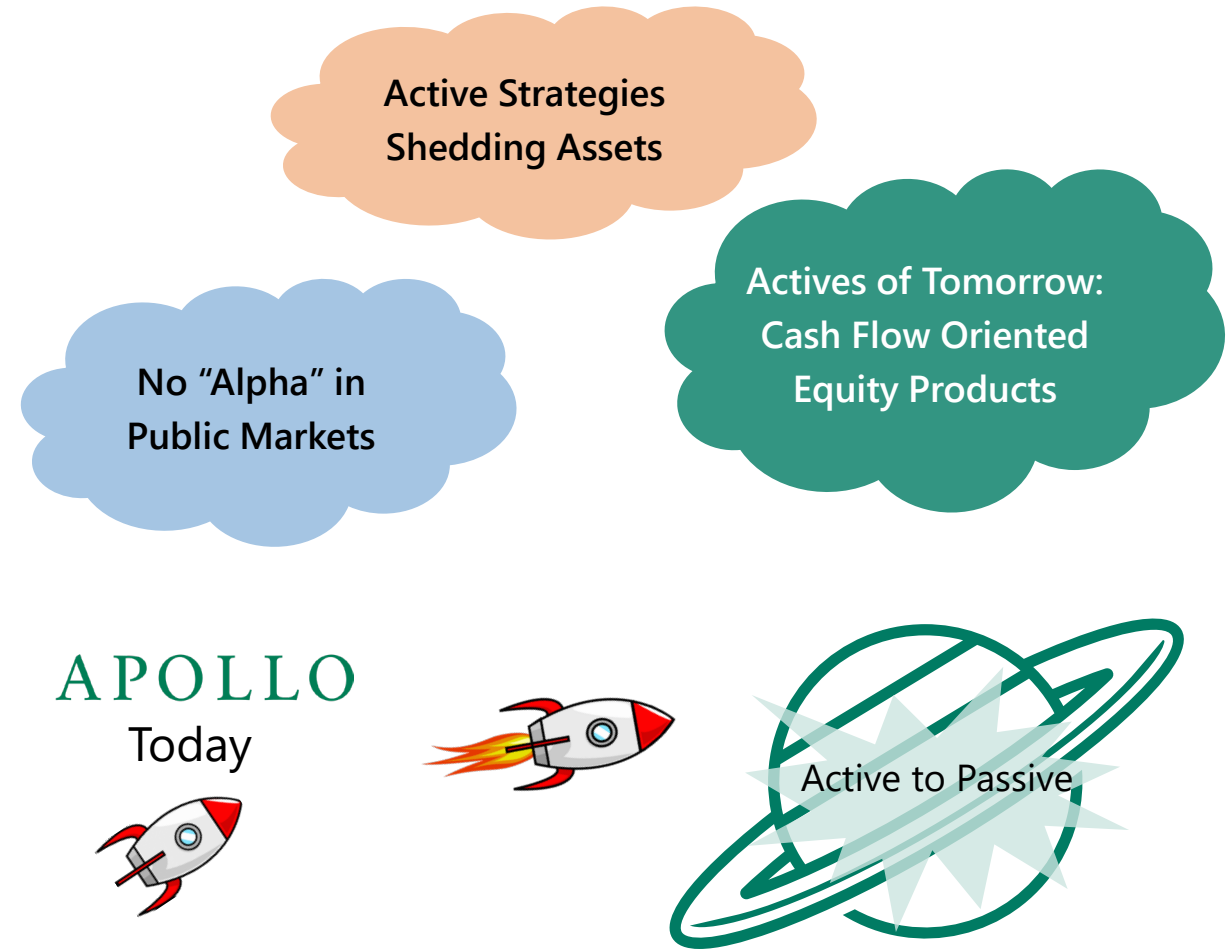 Active Strategies
Shedding Assets
Actives of Tomorrow:
Cash Flow Oriented
Equity Products
No “Alpha” in
Public Markets
APOLLO
Today
Active to Passive